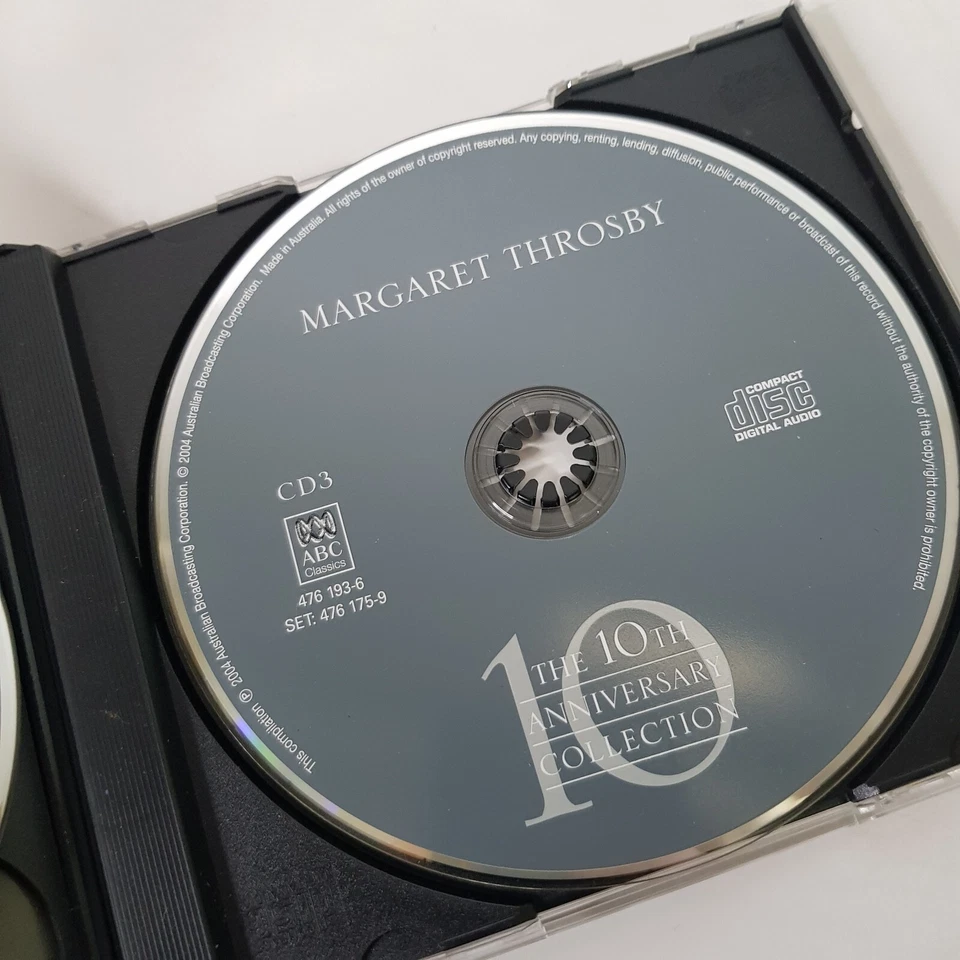 This compilation ℗ 2004 Australian Broadcasting Corporation. © 2004 Australian Broadcasting Corporation. Made in Australia. All rights of the owner of copyright reserved. Any copying, renting, lending, diffusion, public performance or broadcast of this record without the authority of the copyright owner is prohibited.
MARGARET THROSBY
COMPACT
disc
DIGITAL AUDIO
CD3
ABC
Classics
476 193-6
SET: 476 175-9
10
THE 10TH
ANNIVERSARY
COLLECTION